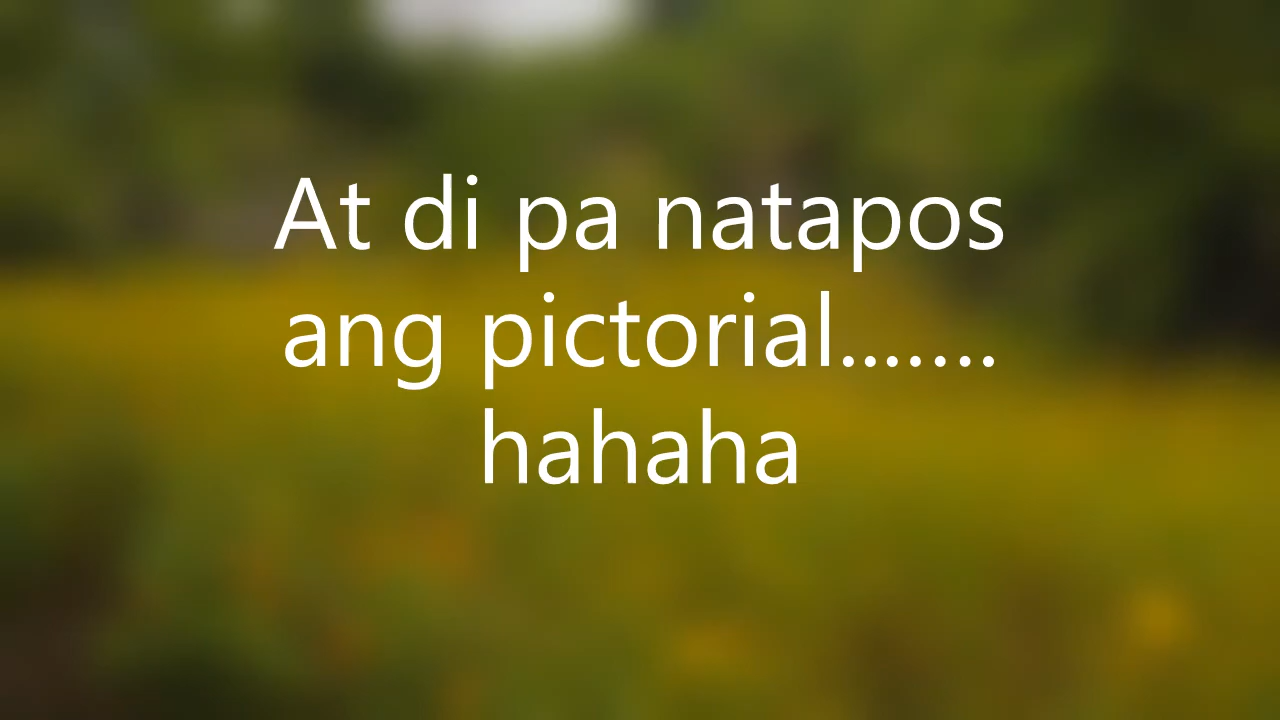 At di pa natapos
ang pictorial.......
hahaha